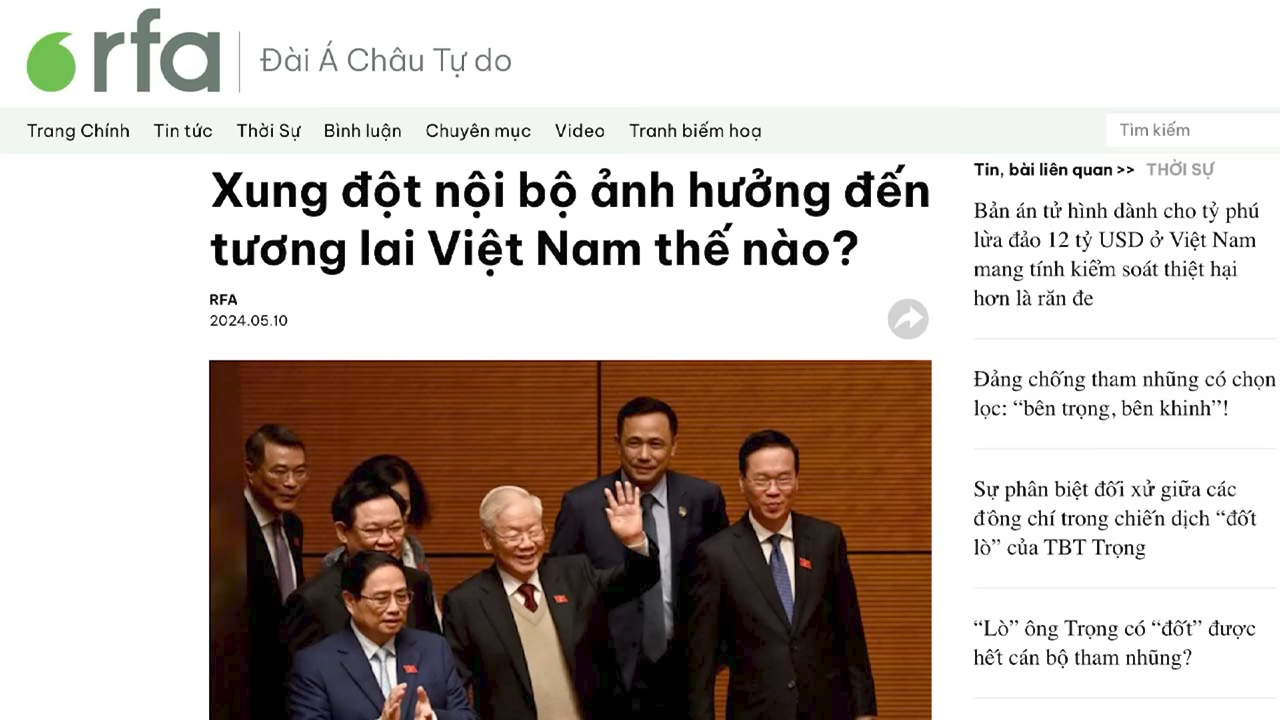 rfa Đài Á Châu Tự do
Trang Chính Tin tức Thời Sự Bình luận Chuyên mục Video Tranh biếm hoạ Tìm kiếm
Xung đột nội bộ ảnh hưởng đến
tương lai Việt Nam thế nào?
RFA
2024.05.10
Tin, bài liên quan >> THỜI SỰ
Bản án tử hình dành cho tỷ phú
lừa đảo 12 tỷ USD ở Việt Nam
mang tính kiểm soát thiệt hại
hơn là răn đe
Đảng chống tham nhũng có chọn
lọc: “bên trọng, bên khinh”!
Sự phân biệt đối xử giữa các
đồng chí trong chiến dịch “đốt
lò” của TBT Trọng
“Lò” ông Trọng có “đốt” được
hết cán bộ tham nhũng?